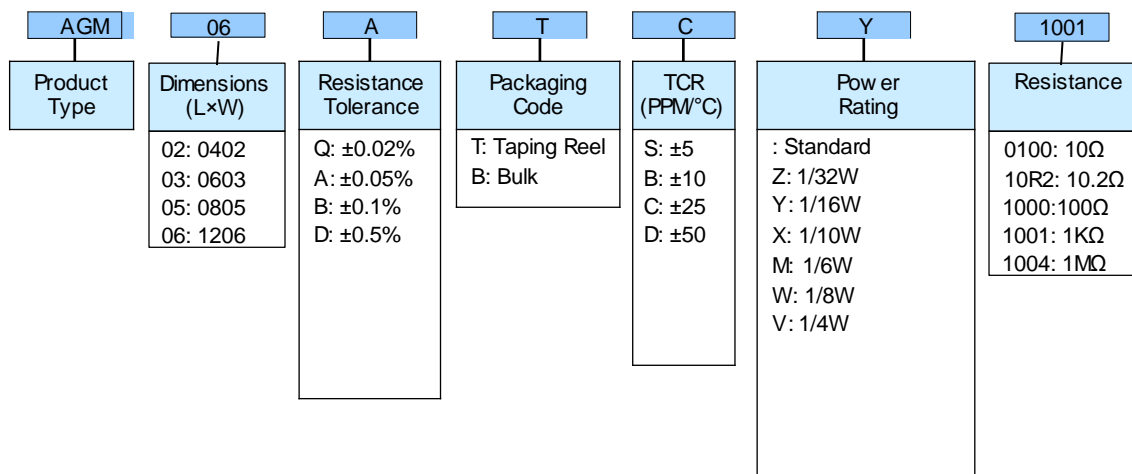 AGM
06
A
T
C
Y
1001
Product
Type
Dimensions
(L×W)
Resistance
Tolerance
Packaging
Code
TCR
(PPM/°C)
Power
Rating
Resistance
02: 0402
03: 0603
05: 0805
06: 1206
Q: ±0.02%
A: ±0.05%
B: ±0.1%
D: ±0.5%
T: Taping Reel
B: Bulk
S: ±5
B: ±10
C: ±25
D: ±50
: Standard
Z: 1/32W
Y: 1/16W
X: 1/10W
M: 1/6W
W: 1/8W
V: 1/4W
0100: 10Ω
10R2: 10.2Ω
1000:100Ω
1001: 1KΩ
1004: 1MΩ